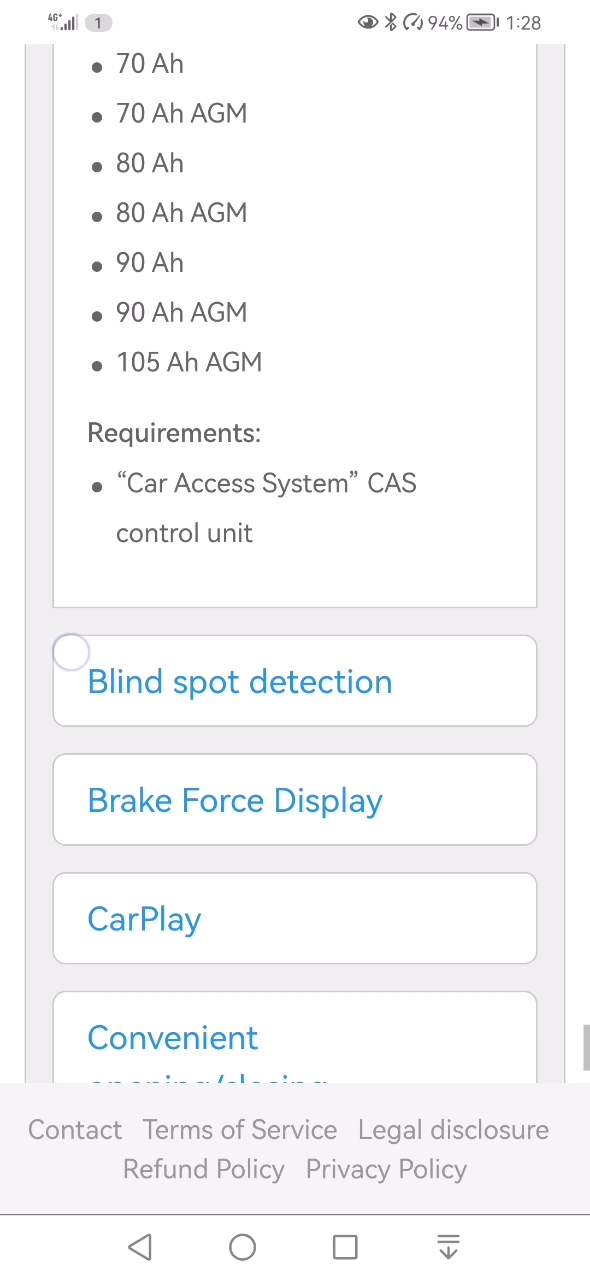 4G+ 1 94% 1:28
70 Ah
70 Ah AGM
80 Ah
80 Ah AGM
90 Ah
90 Ah AGM
105 Ah AGM
Requirements:
“Car Access System” CAS
control unit
Blind spot detection
Brake Force Display
CarPlay
Convenient
opening/closing
Contact Terms of Service Legal disclosure
Refund Policy Privacy Policy